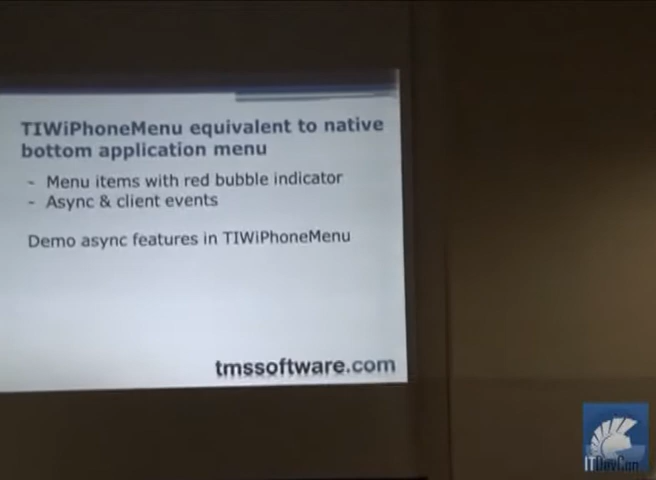 TIWiPhoneMenu equivalent to native
bottom application menu
- Menu items with red bubble indicator
- Async & client events
Demo async features in TIWiPhoneMenu
tmssoftware.com
ITDevCon